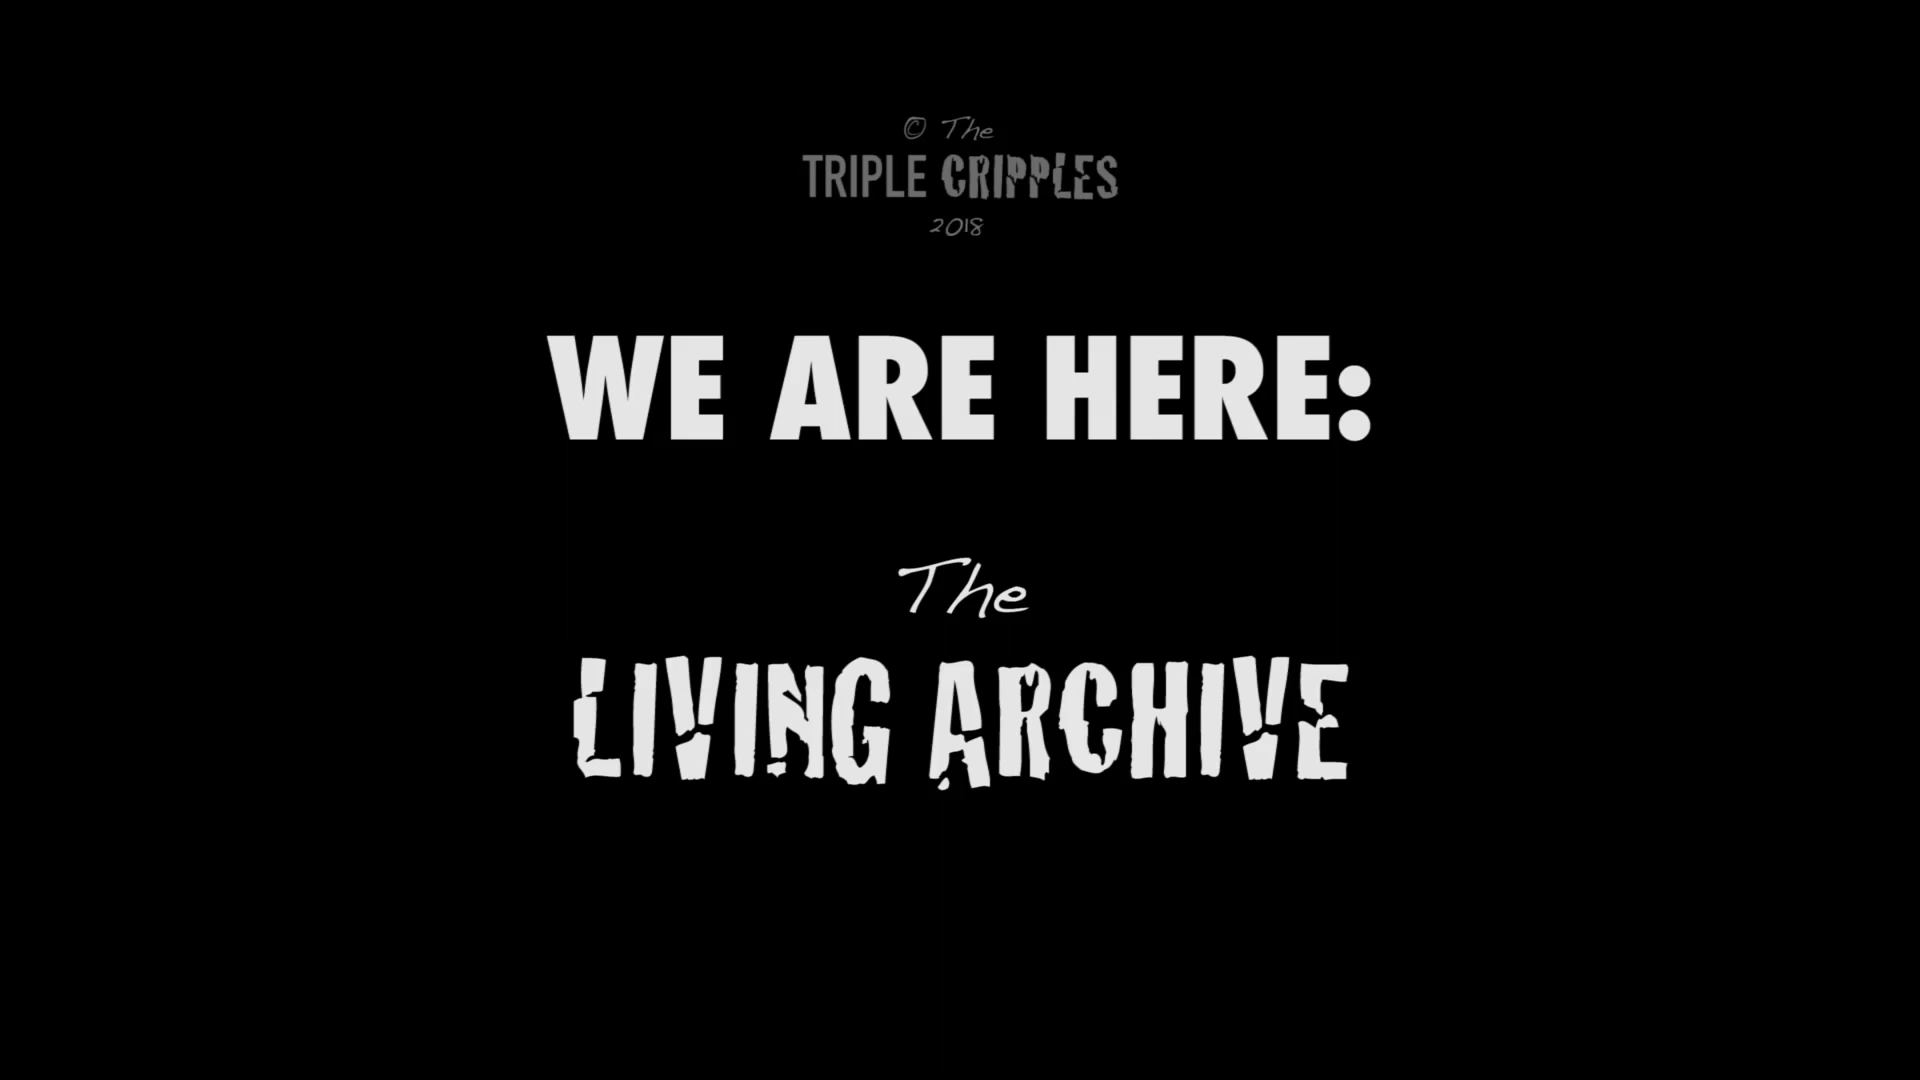 © The
TRIPLE CRIPPLES
2018
WE ARE HERE:
The
LIVING ARCHIVE